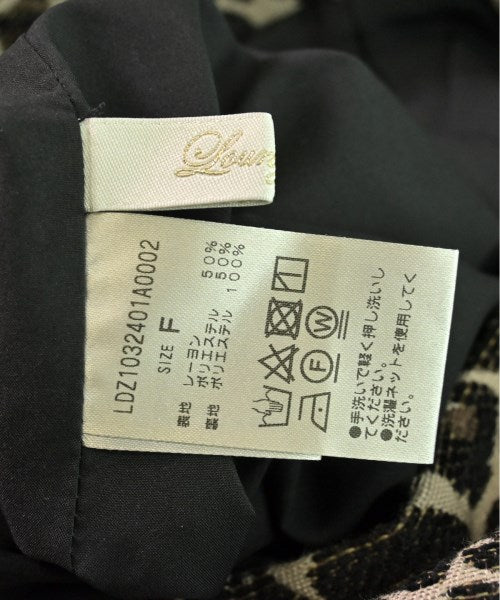 Loun
LDZ1032401A0002
SIZE F
表地 レーヨン 50%
ポリエステル 50%
裏地 ポリエステル 100%
●手洗いで軽く押し洗いし
てください。
●洗濯ネットを使用してく
ださい。